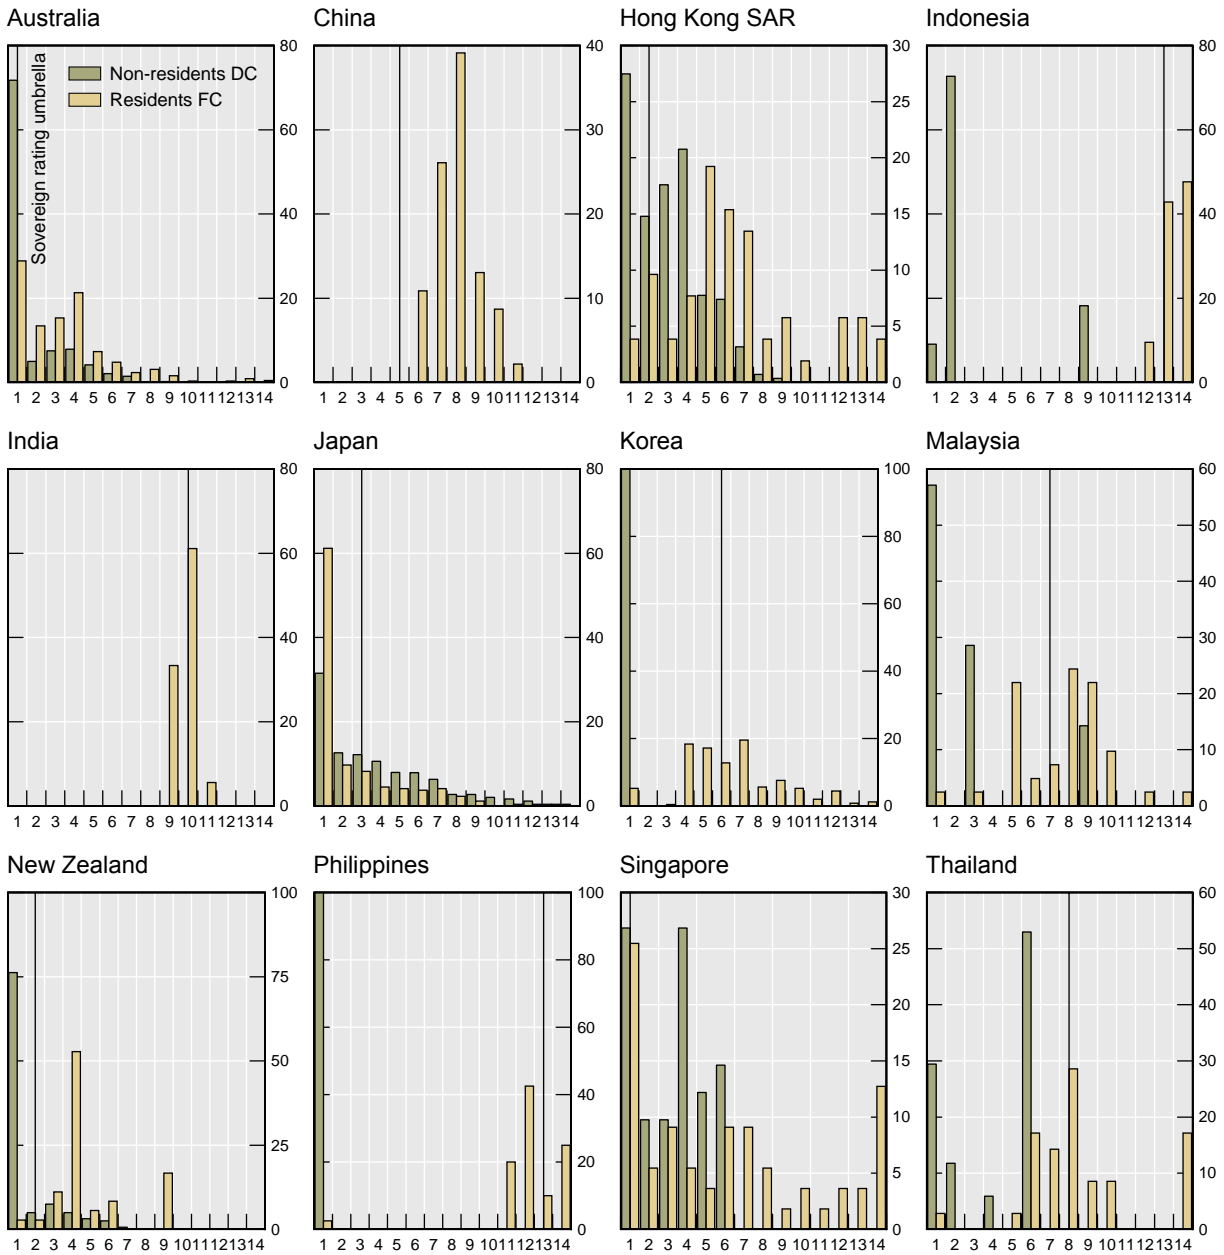 Australia
China
Hong Kong SAR
Indonesia
Sovereign rating umbrella
Non-residents DC
Residents FC
80
60
40
20
0
40
30
20
10
0
30
25
20
15
10
5
0
80
60
40
20
0
1 2 3 4 5 6 7 8 9 10 11 12 13 14
1 2 3 4 5 6 7 8 9 10 11 12 13 14
1 2 3 4 5 6 7 8 9 10 11 12 13 14
1 2 3 4 5 6 7 8 9 10 11 12 13 14
India
Japan
Korea
Malaysia
80
60
40
20
0
80
60
40
20
0
100
80
60
40
20
0
60
50
40
30
20
10
0
1 2 3 4 5 6 7 8 9 10 11 12 13 14
1 2 3 4 5 6 7 8 9 10 11 12 13 14
1 2 3 4 5 6 7 8 9 10 11 12 13 14
1 2 3 4 5 6 7 8 9 10 11 12 13 14
New Zealand
Philippines
Singapore
Thailand
100
75
50
25
0
100
80
60
40
20
0
30
25
20
15
10
5
0
60
50
40
30
20
10
0
1 2 3 4 5 6 7 8 9 10 11 12 13 14
1 2 3 4 5 6 7 8 9 10 11 12 13 14
1 2 3 4 5 6 7 8 9 10 11 12 13 14
1 2 3 4 5 6 7 8 9 10 11 12 13 14